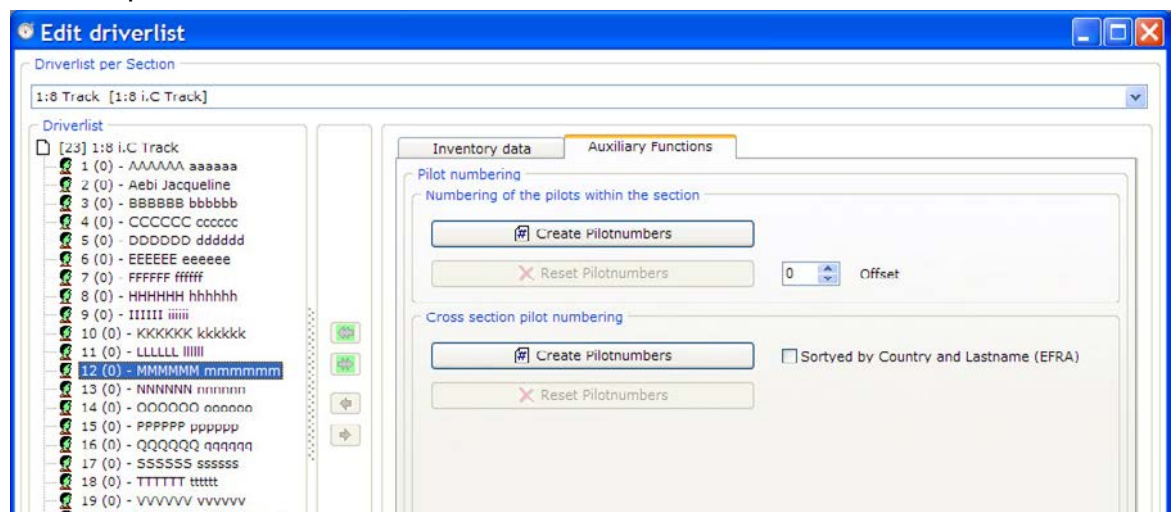 Edit driverlist
Driverlist per Section
1:8 Track [1:8 i.C Track]
Driverlist
[23] 1:8 i.C Track
1 (0) - AAAAAA aaaaaa
2 (0) - Aebi Jacqueline
3 (0) - BBBBBB bbbbbb
4 (0) - CCCCCC cccccc
5 (0) - DDDDDD dddddd
6 (0) - EEEEEE eeeeee
7 (0) - FFFFFF ffffff
8 (0) - HHHHHH hhhhhh
9 (0) - IIIIII iiiiii
10 (0) - KKKKKK kkkkkk
11 (0) - LLLLLL llllll
12 (0) - MMMMMM mmmmmm
13 (0) - NNNNNN nnnnnn
14 (0) - OOOOOO oooooo
15 (0) - PPPPPP pppppp
16 (0) - QQQQQQ qqqqqq
17 (0) - SSSSSS ssssss
18 (0) - TTTTTT tttttt
19 (0) - VVVVVV vvvvvv
Inventory data
Auxiliary Functions
Pilot numbering
Numbering of the pilots within the section
Create Pilotnumbers
Reset Pilotnumbers
0 Offset
Cross section pilot numbering
Create Pilotnumbers
Sortyed by Country and Lastname (EFRA)
Reset Pilotnumbers